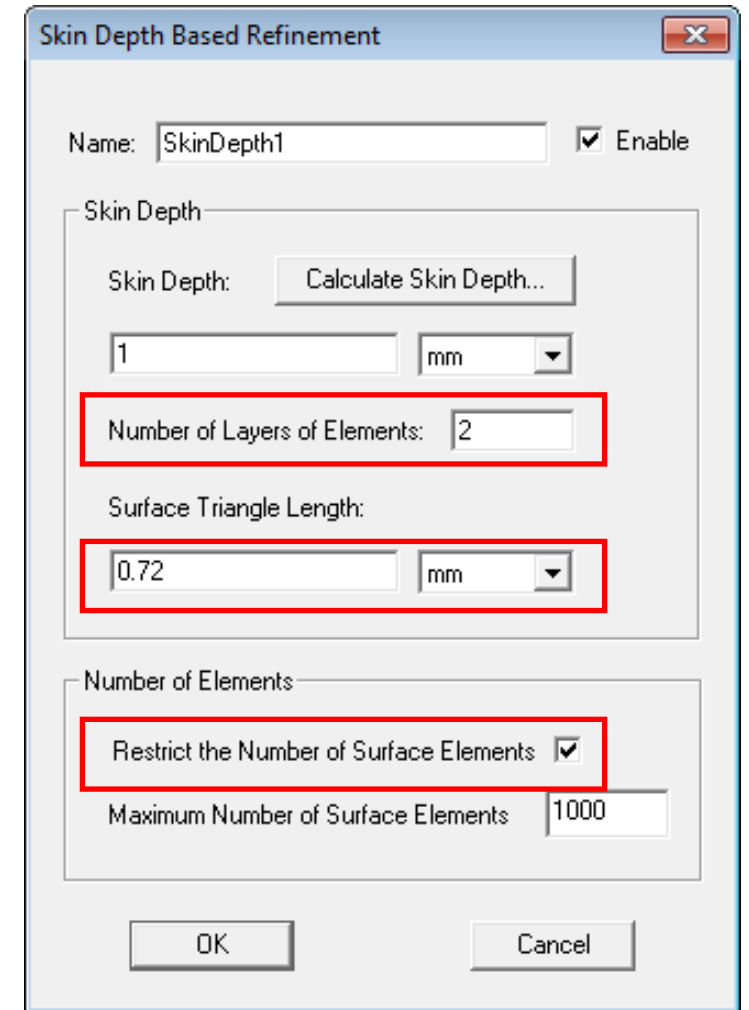 Skin Depth Based Refinement
Name: SkinDepth1 Enable
Skin Depth
Skin Depth: Calculate Skin Depth...
1 mm
Number of Layers of Elements: 2
Surface Triangle Length:
0.72 mm
Number of Elements
Restrict the Number of Surface Elements
Maximum Number of Surface Elements 1000
OK Cancel